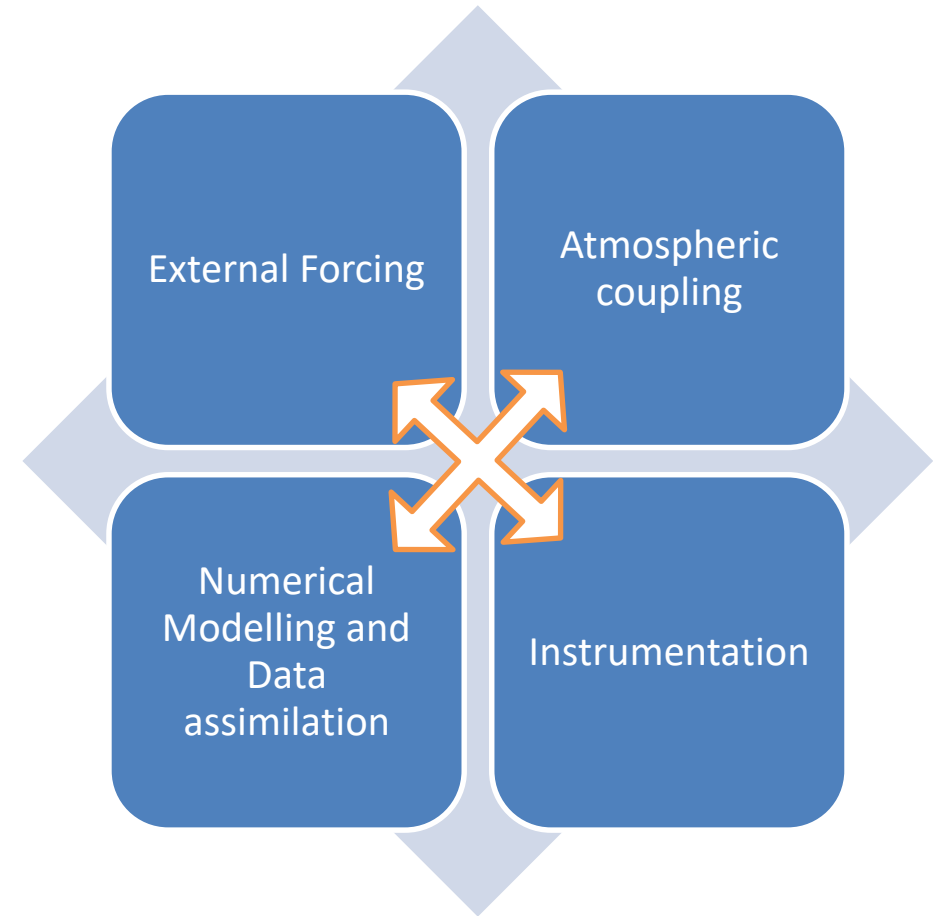 External Forcing
Atmospheric
coupling
Numerical
Modelling and
Data
assimilation
Instrumentation